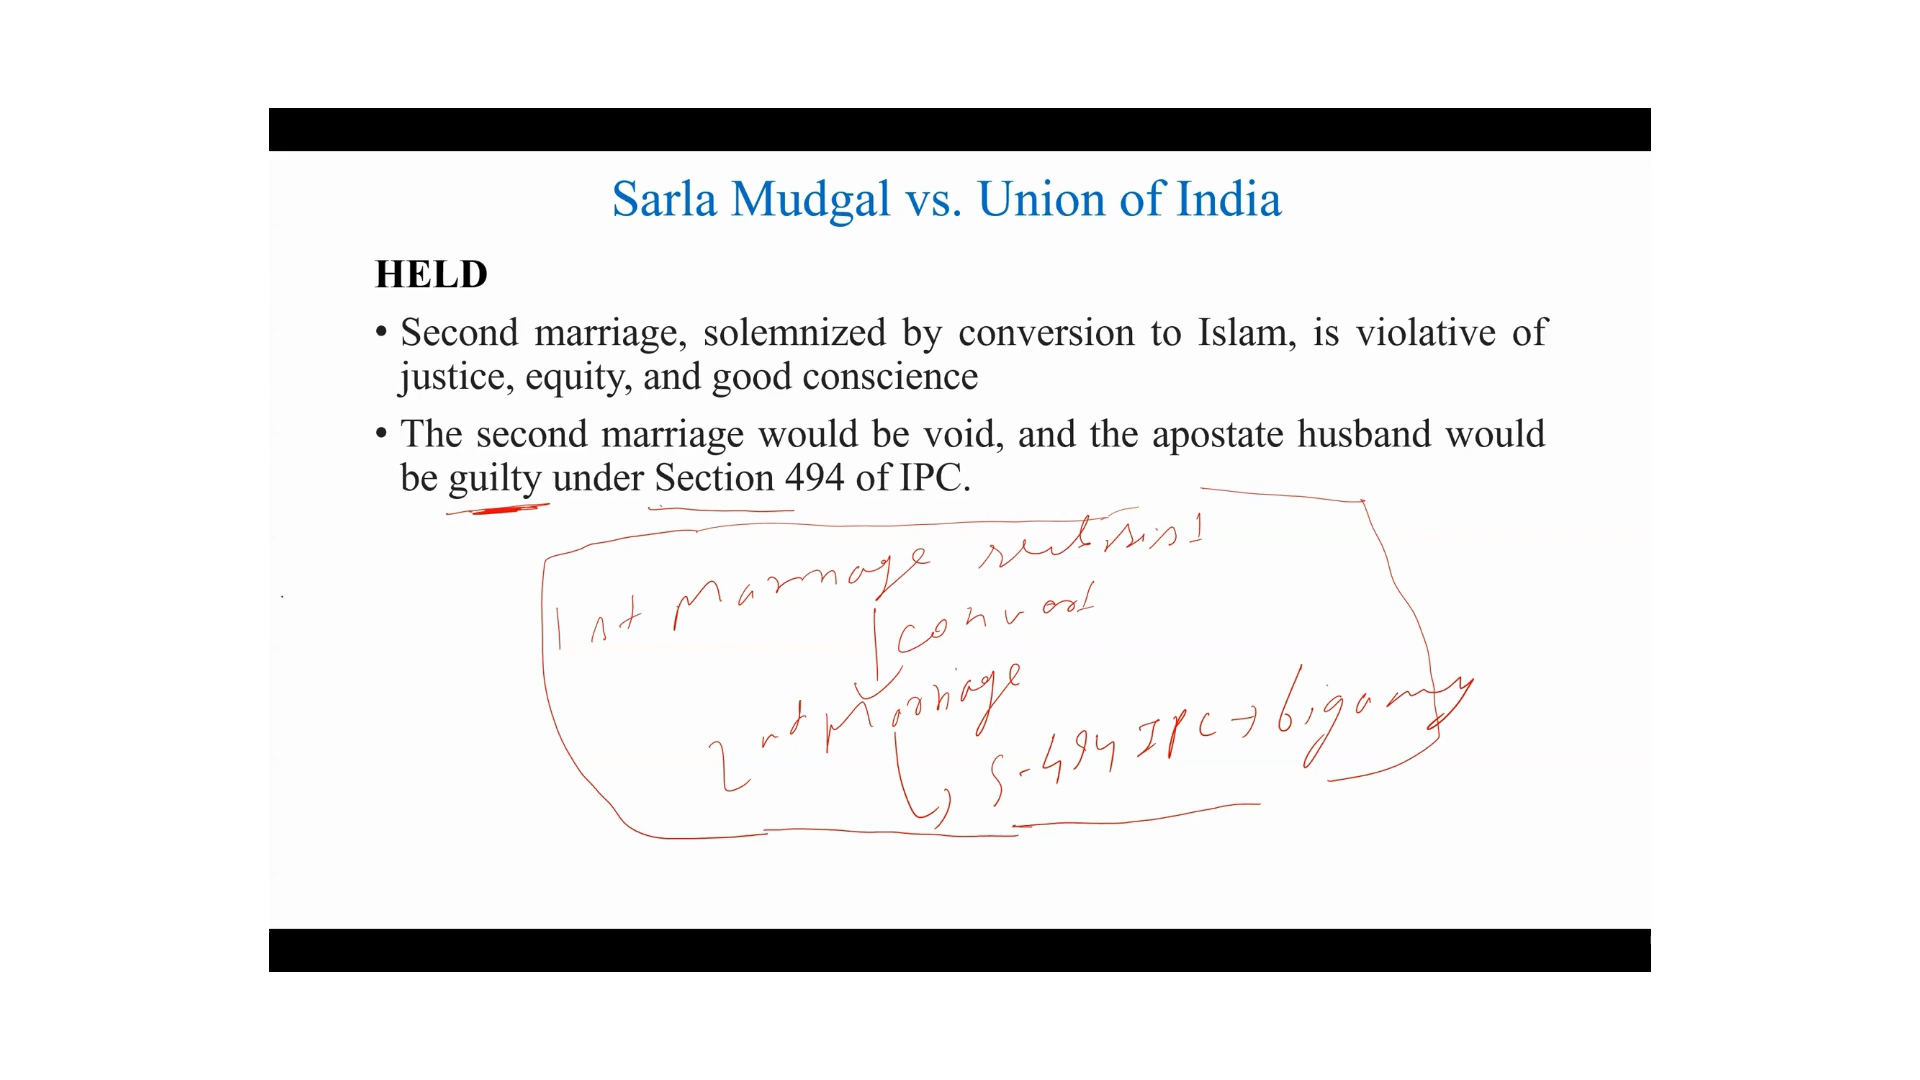 Sarla Mudgal vs. Union of India
HELD
• Second marriage, solemnized by conversion to Islam, is violative of
justice, equity, and good conscience
• The second marriage would be void, and the apostate husband would
be guilty under Section 494 of IPC.
1st Marriage subsist
convert
2nd Marriage
S-494 IPC → bigamy